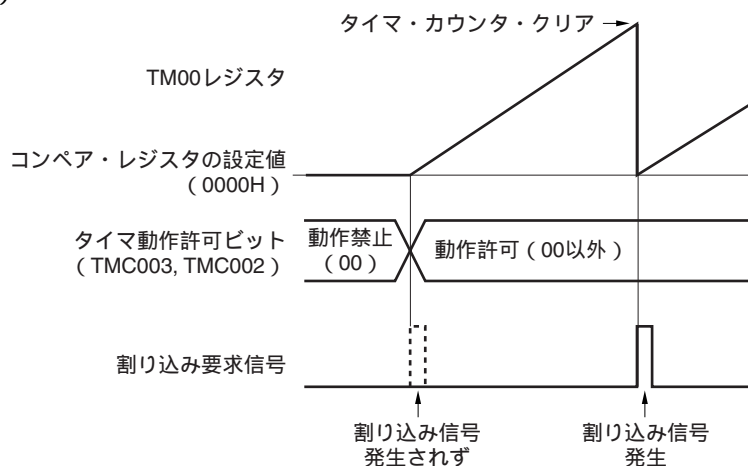 タイマ・カウンタ・クリア
TM00レジスタ
コンペア・レジスタの設定値
（0000H）
タイマ動作許可ビット
（TMC003, TMC002）
動作禁止
（00）
動作許可（00以外）
割り込み要求信号
割り込み信号
発生されず
割り込み信号
発生